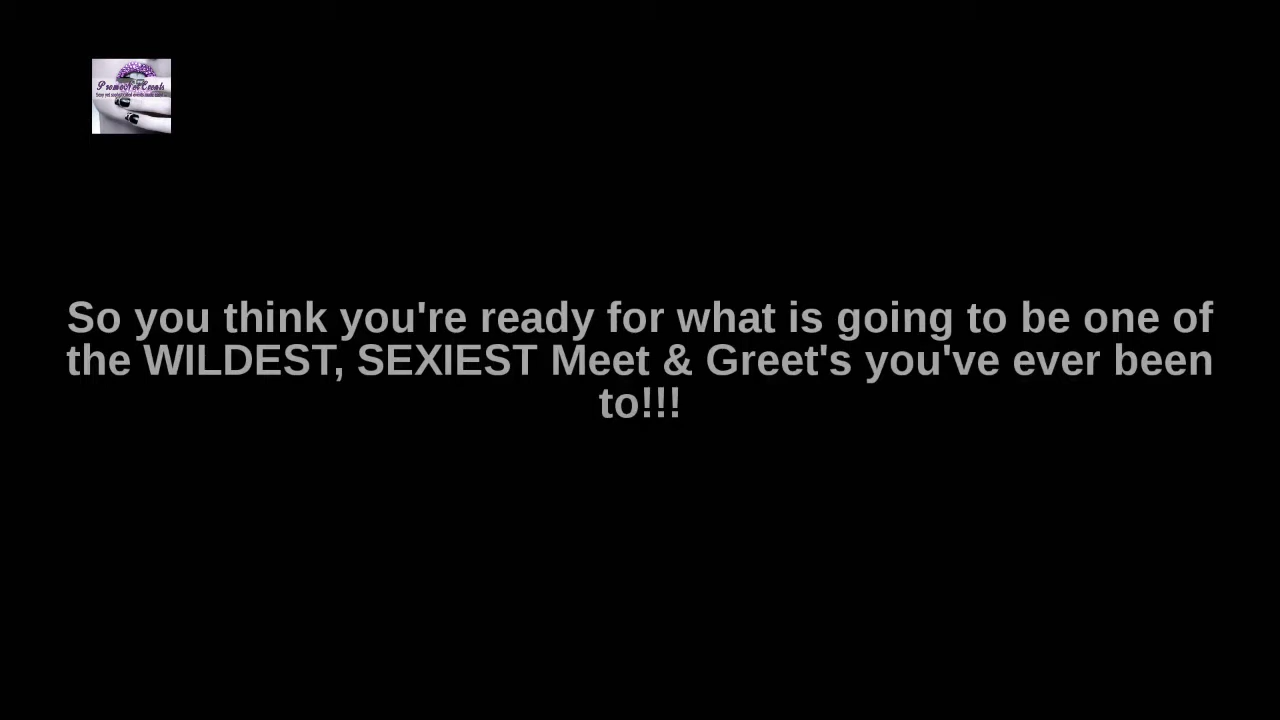 PromoNetEvents
So you think you're ready for what is going to be one of
the WILDEST, SEXIEST Meet & Greet's you've ever been
to!!!